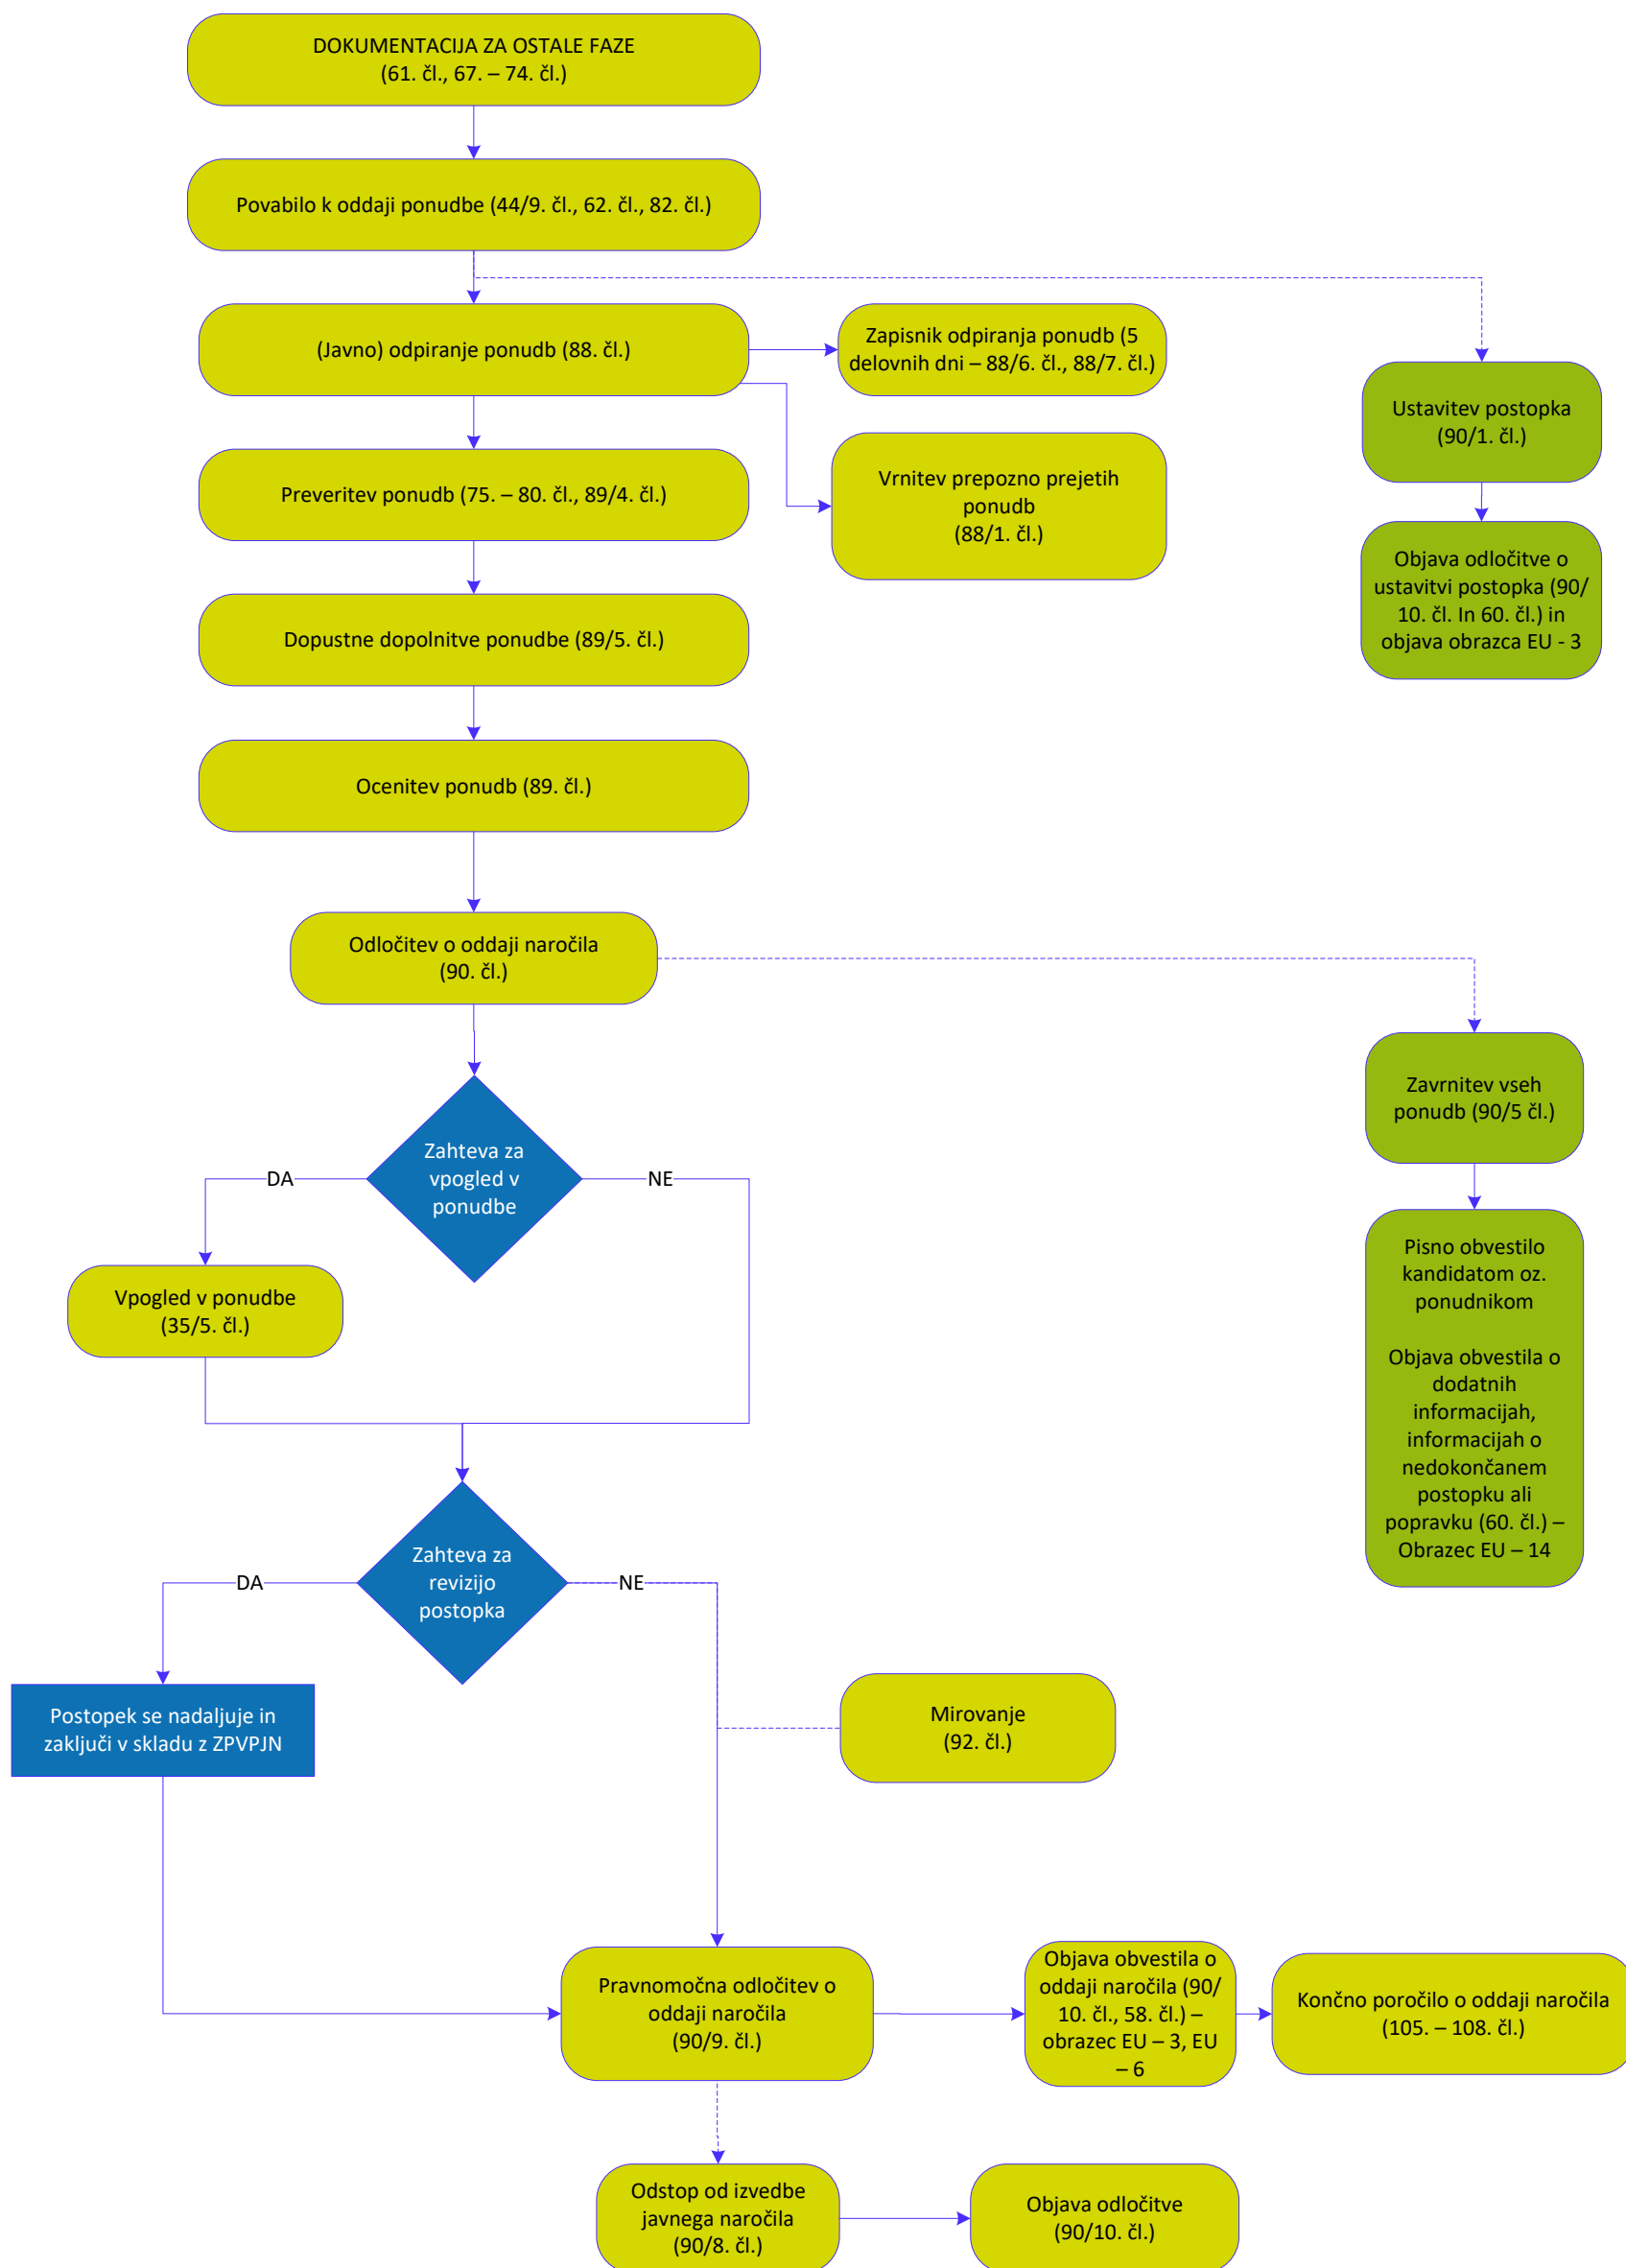 DOKUMENTACIJA ZA OSTALE FAZE
(61. čl., 67. – 74. čl.)
Povabilo k oddaji ponudbe (44/9. čl., 62. čl., 82. čl.)
(Javno) odpiranje ponudb (88. čl.)
Zapisnik odpiranja ponudb (5
delovnih dni – 88/6. čl., 88/7. čl.)
Ustavitev postopka
(90/1. čl.)
Vrnitev prepozno prejetih
ponudb
(88/1. čl.)
Preveritev ponudb (75. – 80. čl., 89/4. čl.)
Objava odločitve o
ustavitvi postopka (90/
10. čl. In 60. čl.) in
objava obrazca EU - 3
Dopustne dopolnitve ponudbe (89/5. čl.)
Ocenitev ponudb (89. čl.)
Odločitev o oddaji naročila
(90. čl.)
Zavrnitev vseh
ponudb (90/5 čl.)
Zahteva za
vpogled v
ponudbe
DA
NE
Vpogled v ponudbe
(35/5. čl.)
Pisno obvestilo
kandidatom oz.
ponudnikom
Objava obvestila o
dodatnih
informacijah,
informacijah o
nedokončanem
postopku ali
popravku (60. čl.) –
Obrazec EU – 14
Zahteva za
revizijo
postopka
DA
NE
Postopek se nadaljuje in
zaključi v skladu z ZPVPJN
Mirovanje
(92. čl.)
Pravnomočna odločitev o
oddaji naročila
(90/9. čl.)
Objava obvestila o
oddaji naročila (90/
10. čl., 58. čl.) –
obrazec EU – 3, EU
– 6
Končno poročilo o oddaji naročila
(105. – 108. čl.)
Odstop od izvedbe
javnega naročila
(90/8. čl.)
Objava odločitve
(90/10. čl.)